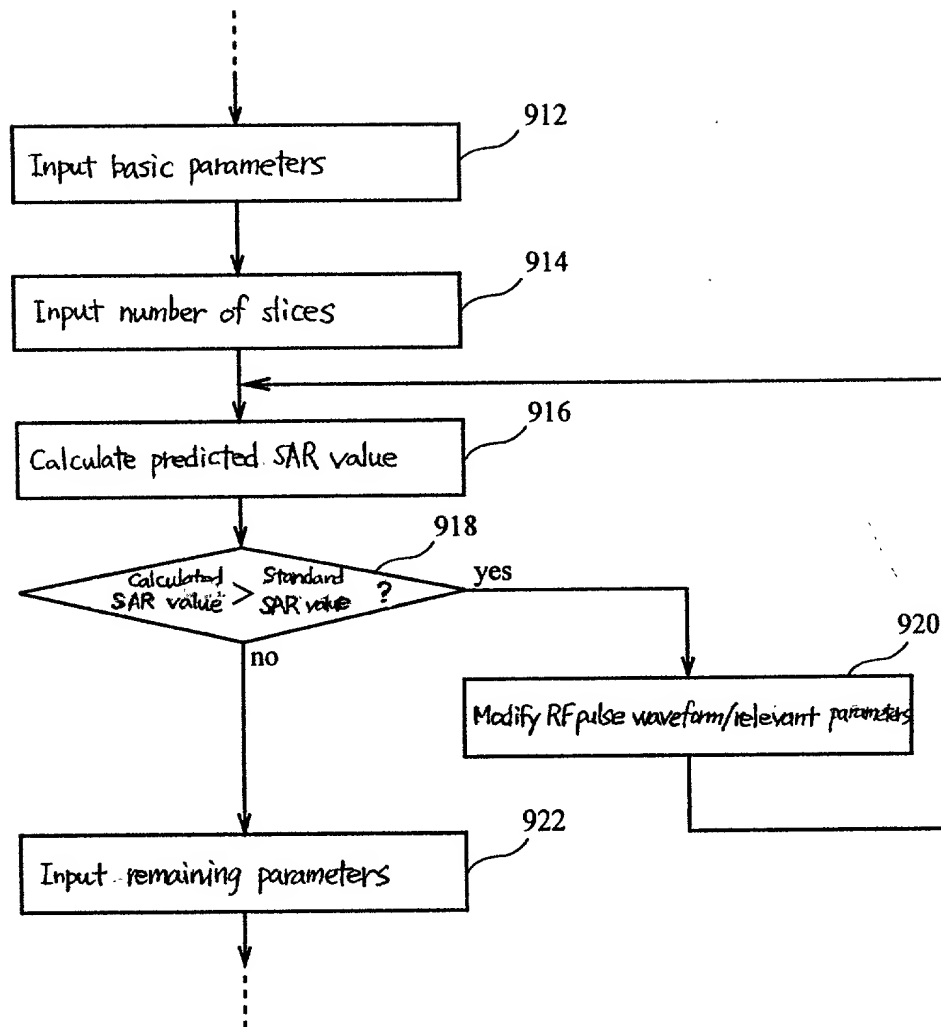 912
Input basic parameters
914
Input number of slices
916
Calculate predicted SAR value
918
Calculated SAR value > Standard SAR value ?
yes
no
920
Modify RF pulse waveform/relevant parameters
922
Input remaining parameters